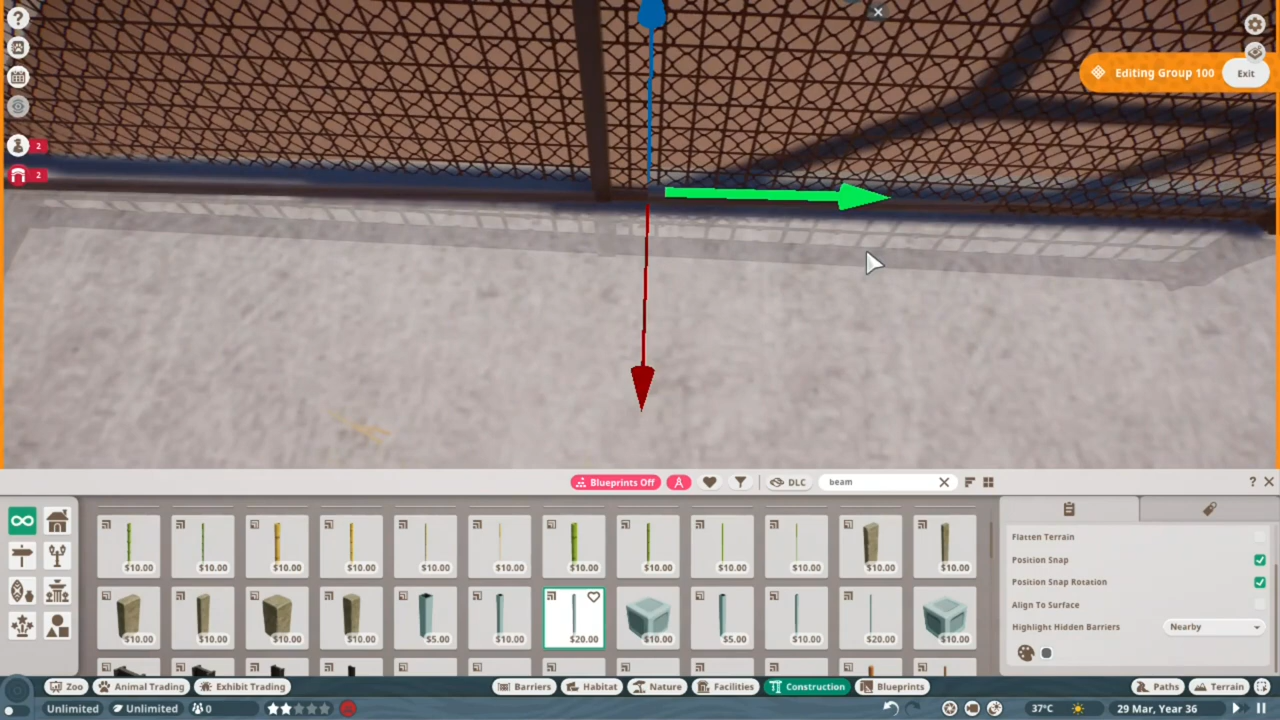 ?
Editing Group 100
Exit
2
2
Blueprints Off
DLC
beam
?
$10.00 $10.00 $10.00 $10.00 $10.00 $10.00 $10.00 $10.00 $10.00 $10.00 $10.00 $10.00
$10.00 $10.00 $10.00 $10.00 $5.00 $10.00 $20.00 $10.00 $5.00 $10.00 $20.00 $10.00
Flatten Terrain
Position Snap
Position Snap Rotation
Align To Surface
Highlight Hidden Barriers
Nearby
Zoo
Animal Trading
Exhibit Trading
Barriers
Habitat
Nature
Facilities
Construction
Blueprints
Paths
Terrain
Unlimited
Unlimited
0
37°C
29 Mar, Year 36